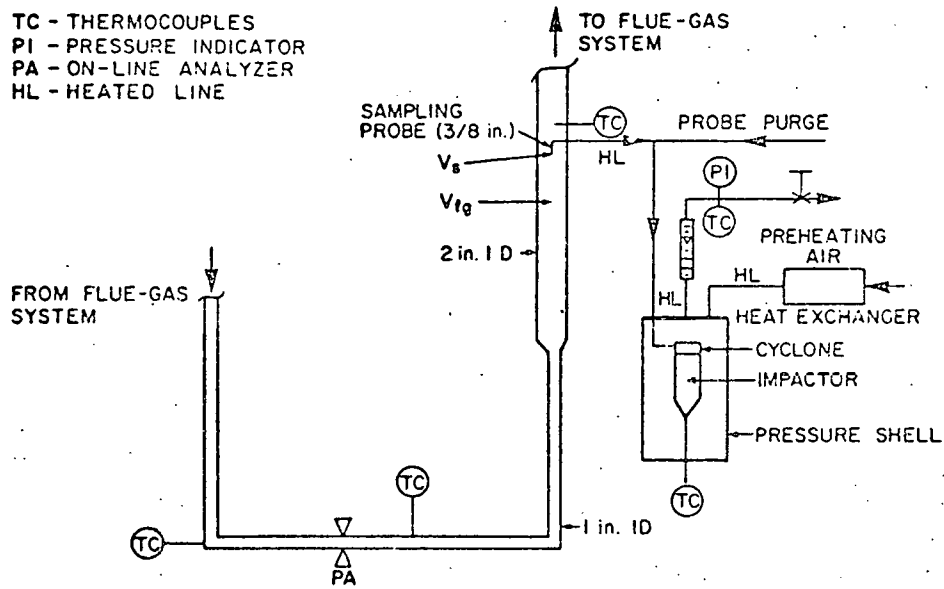 TC - THERMOCOUPLES
PI - PRESSURE INDICATOR
PA - ON-LINE ANALYZER
HL - HEATED LINE
TO FLUE-GAS
SYSTEM
SAMPLING
PROBE (3/8 in.)
TC
HL
PROBE PURGE
Vs
Vfg
PI
TC
2 in. I D
PREHEATING
AIR
HL
HL
HEAT EXCHANGER
FROM FLUE-GAS
SYSTEM
CYCLONE
IMPACTOR
PRESSURE SHELL
TC
TC
1 in. ID
TC
PA